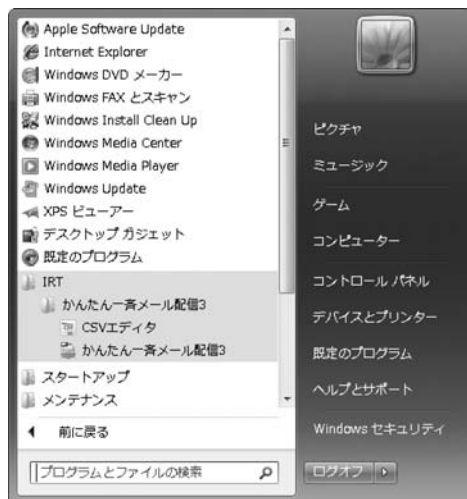 Apple Software Update
Internet Explorer
Windows DVD メーカー
Windows FAX とスキャン
Windows Install Clean Up
Windows Media Center
Windows Media Player
Windows Update
XPS ビューアー
デスクトップ ガジェット
既定のプログラム
IRT
かんたん一斉メール配信3
CSVエディタ
かんたん一斉メール配信3
スタートアップ
メンテナンス
前に戻る
プログラムとファイルの検索
ピクチャ
ミュージック
ゲーム
コンピューター
コントロール パネル
デバイスとプリンター
既定のプログラム
ヘルプとサポート
Windows セキュリティ
ログオフ